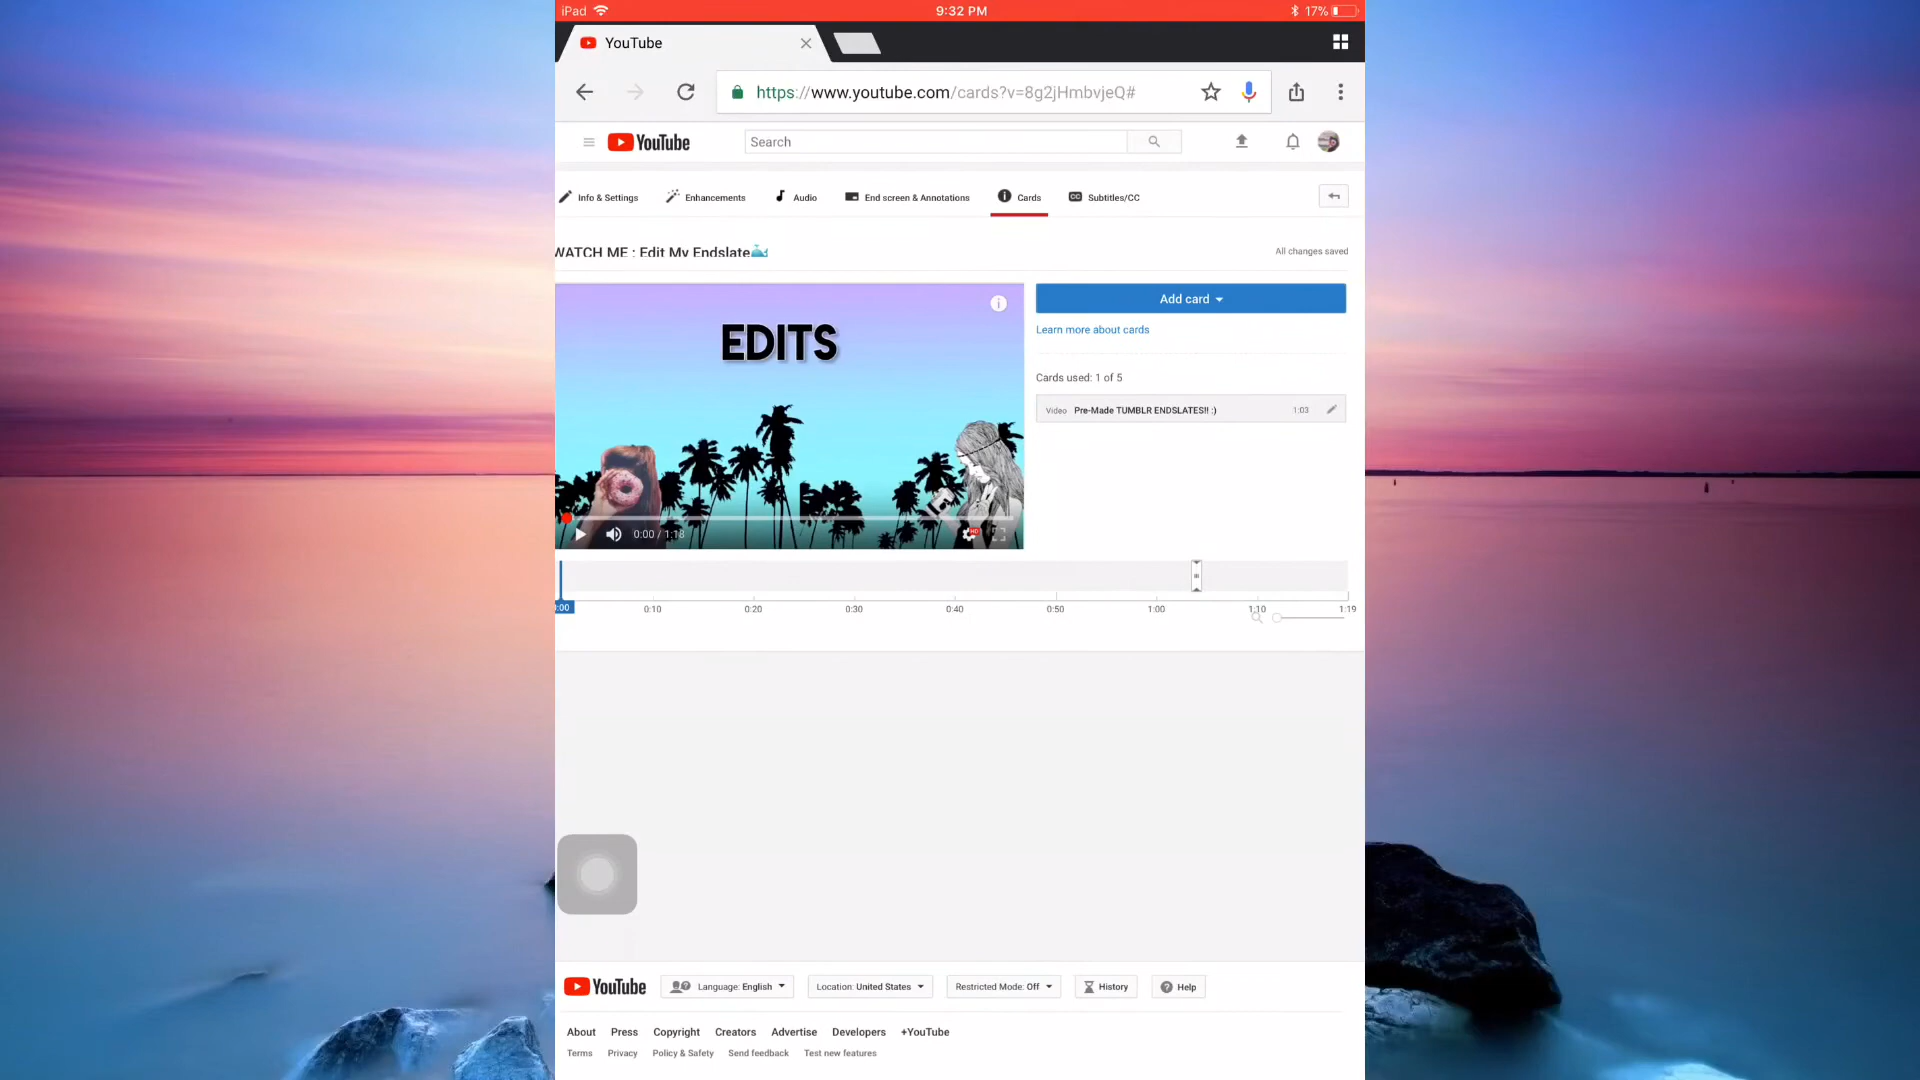 iPad 9:32 PM 17%
YouTube
https://www.youtube.com/cards?v=8g2jHmbvjeQ#
YouTube Search
Info & Settings Enhancements Audio End screen & Annotations Cards CC Subtitles/CC
WATCH ME : Edit My Endslate All changes saved
EDITS
Add card
Learn more about cards
Cards used: 1 of 5
Video Pre-Made TUMBLR ENDSLATES!! :) 1:03
0:00 / 1:18 HD
:00 0:10 0:20 0:30 0:40 0:50 1:00 1:10 1:19
YouTube Language: English Location: United States Restricted Mode: Off History Help
About Press Copyright Creators Advertise Developers +YouTube
Terms Privacy Policy & Safety Send feedback Test new features